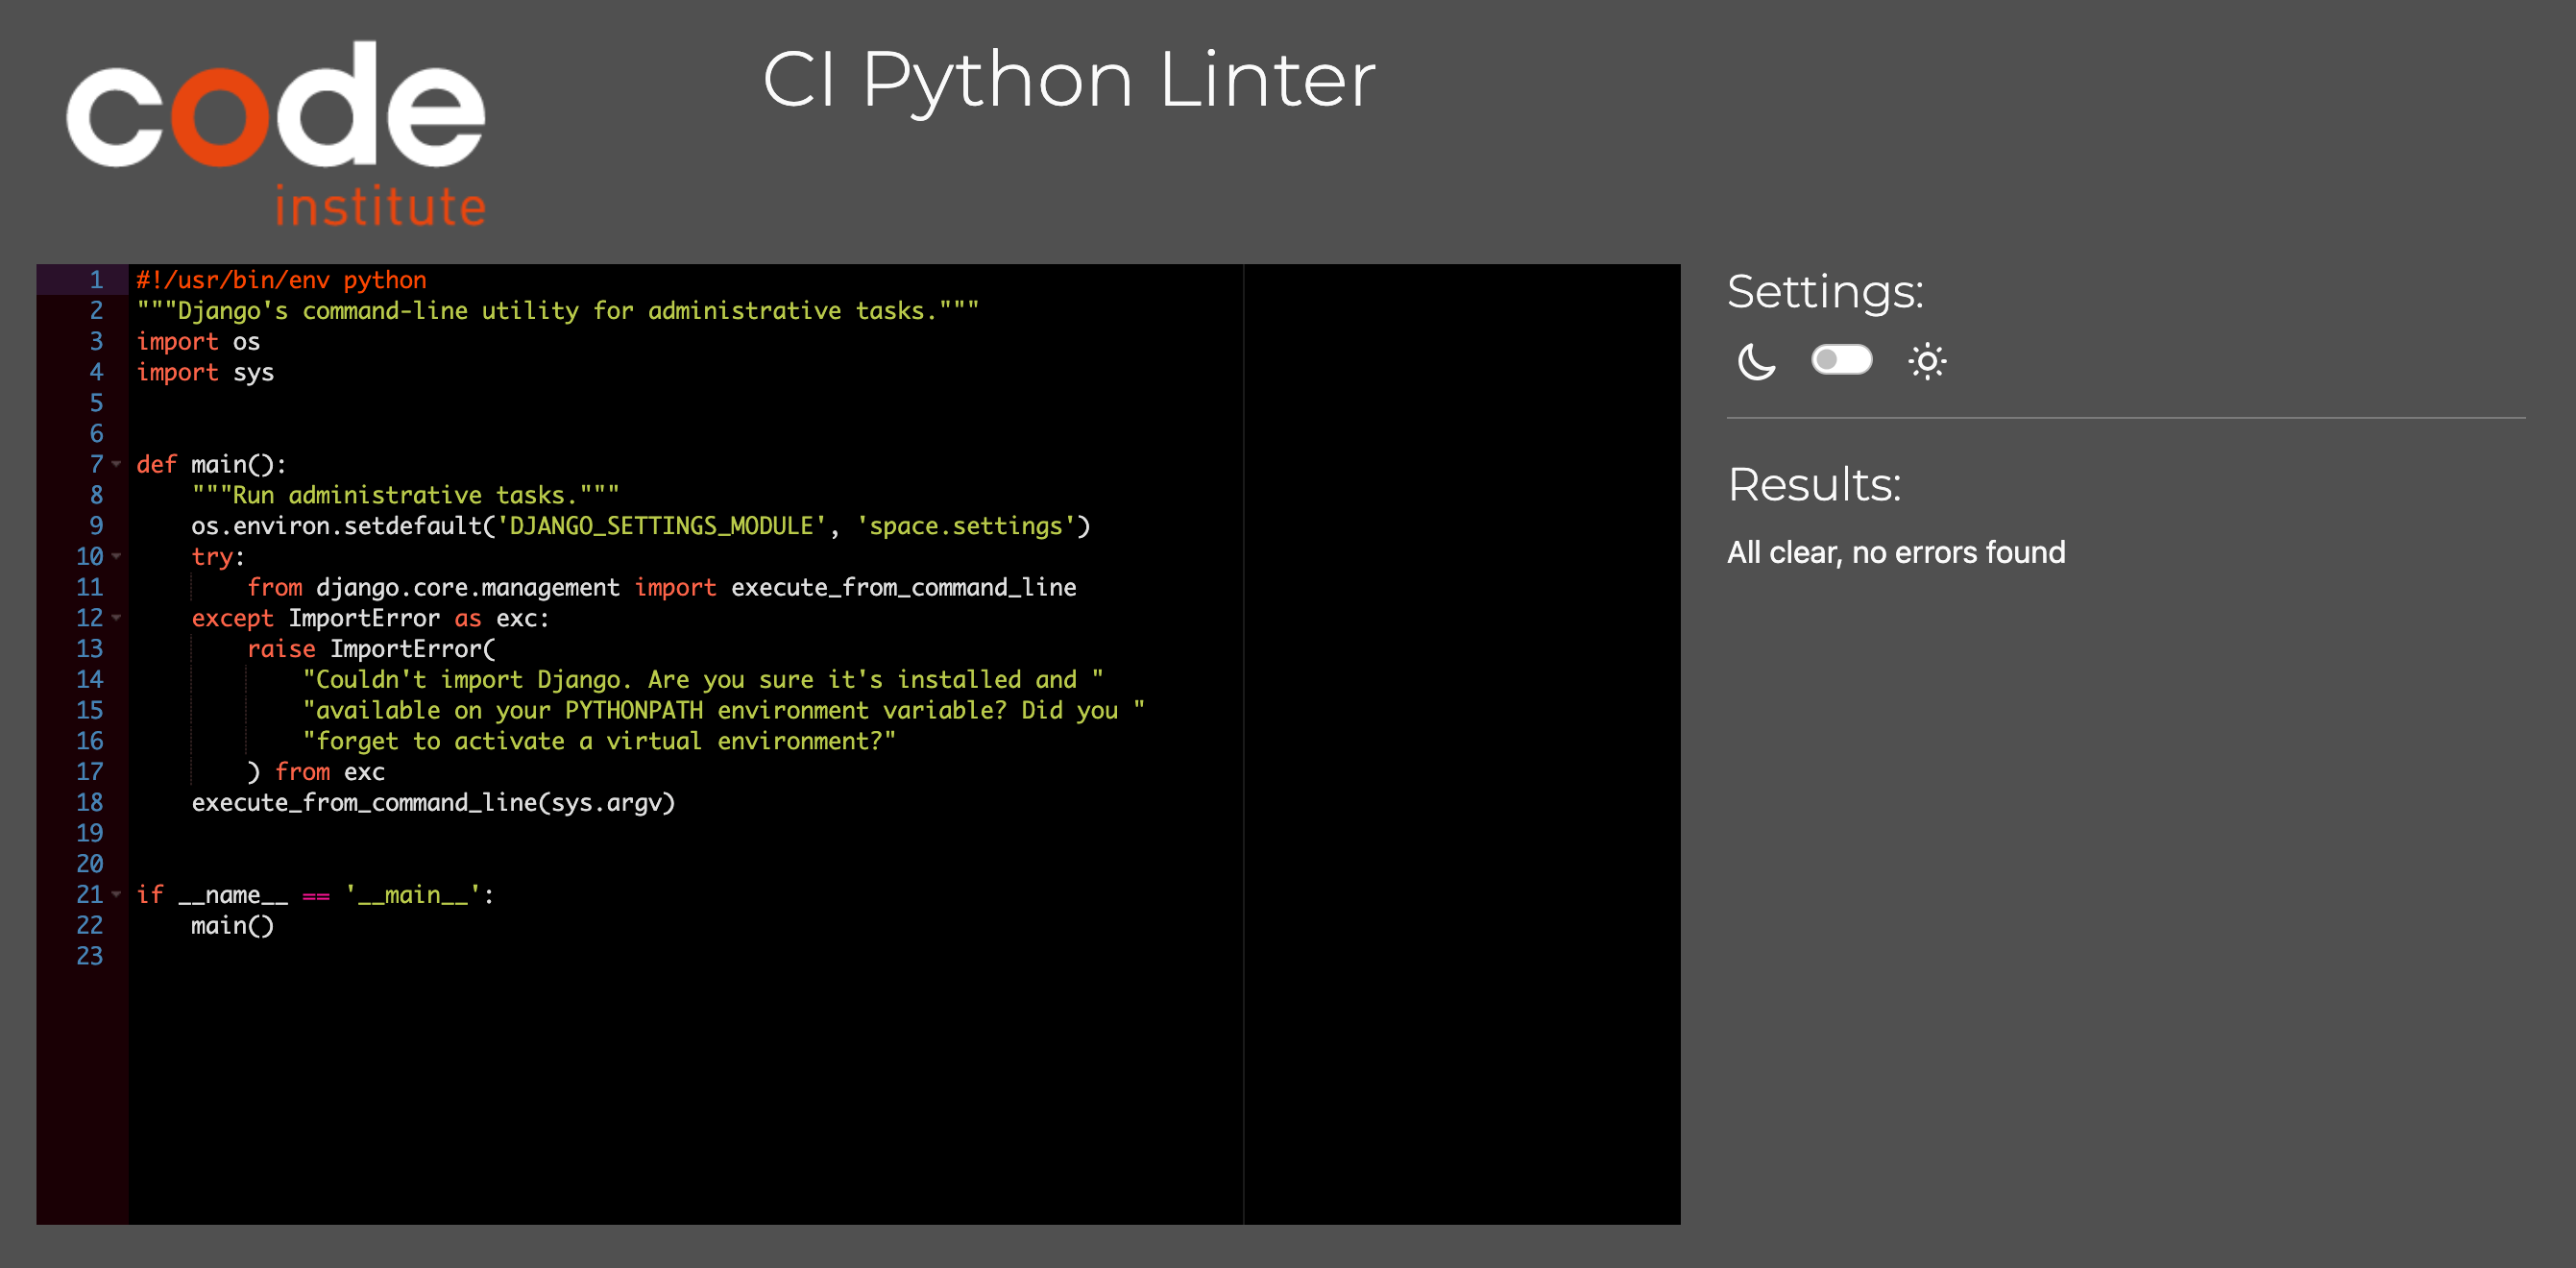 code
institute
CI Python Linter
1 #!/usr/bin/env python
2 """Django's command-line utility for administrative tasks."""
3 import os
4 import sys
5
6
7 def main():
8     """Run administrative tasks."""
9     os.environ.setdefault('DJANGO_SETTINGS_MODULE', 'space.settings')
10     try:
11         from django.core.management import execute_from_command_line
12     except ImportError as exc:
13         raise ImportError(
14             "Couldn't import Django. Are you sure it's installed and "
15             "available on your PYTHONPATH environment variable? Did you "
16             "forget to activate a virtual environment?"
17         ) from exc
18     execute_from_command_line(sys.argv)
19
20
21 if __name__ == '__main__':
22     main()
23
Settings:
Results:
All clear, no errors found